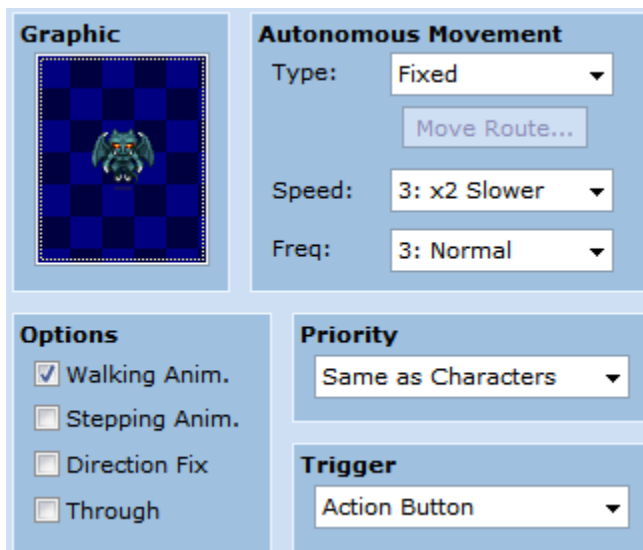 Graphic
Autonomous Movement
Type:
Fixed
Move Route...
Speed:
3: x2 Slower
Freq:
3: Normal
Options
Walking Anim.
Stepping Anim.
Direction Fix
Through
Priority
Same as Characters
Trigger
Action Button